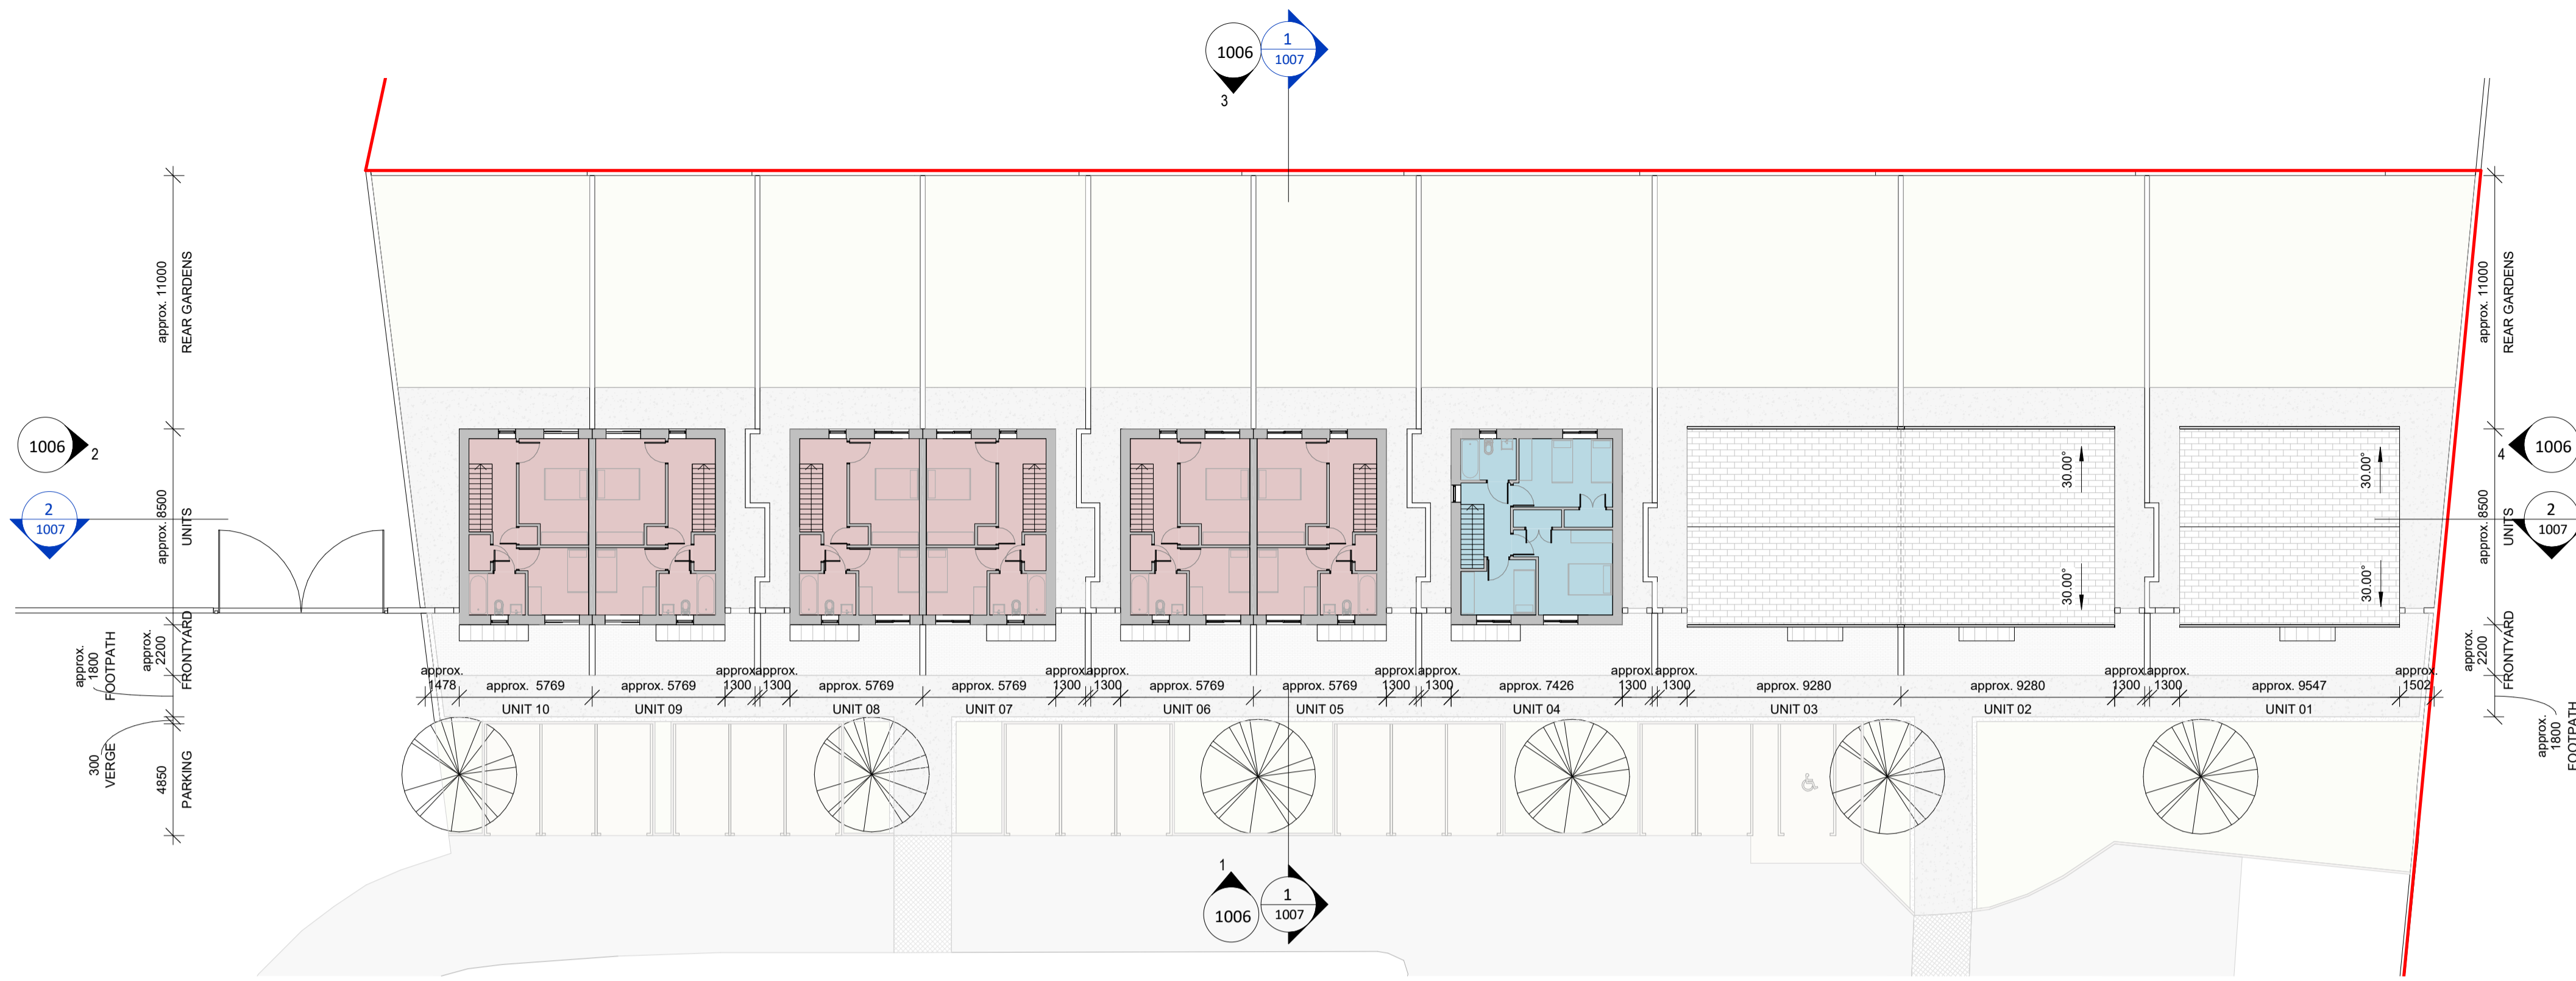 1006
3
1
1007
approx. 11000
REAR GARDENS
approx. 11000
REAR GARDENS
1006
2
2
1007
approx. 8500
UNITS
30.00°
30.00°
30.00°
30.00°
approx. 8500
UNITS
1006
4
2
1007
approx.
1800
FOOTPATH
approx.
2200
FRONTYARD
approx.
2200
FRONTYARD
approx.
1800
FOOTPATH
approx.
1478
approx. 5769
approx. 5769
approx.
1300
approx.
1300
approx. 5769
approx. 5769
approx.
1300
approx.
1300
approx. 5769
approx. 5769
approx.
1300
approx.
1300
approx. 7426
approx.
1300
approx.
1300
approx. 9280
approx. 9280
approx.
1300
approx.
1300
approx. 9547
approx.
1502
UNIT 10
UNIT 09
UNIT 08
UNIT 07
UNIT 06
UNIT 05
UNIT 04
UNIT 03
UNIT 02
UNIT 01
300
VERGE
4850
PARKING
1
1006
1
1007